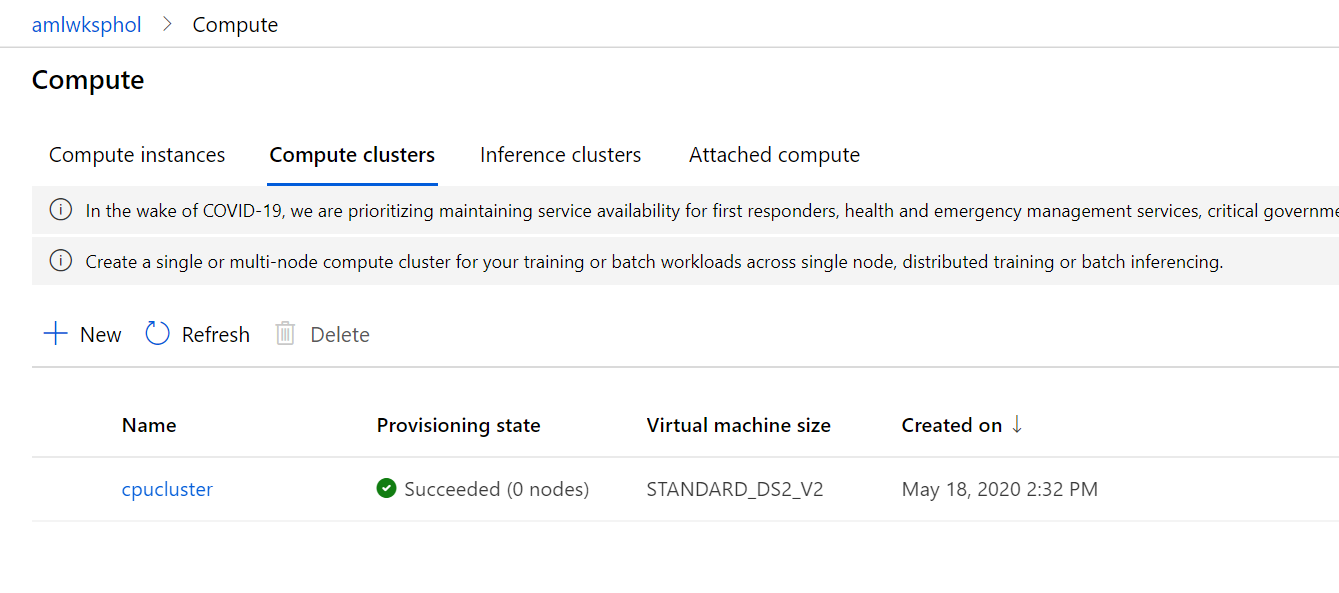 amlwksphol > Compute
Compute
Compute instances Compute clusters Inference clusters Attached compute
In the wake of COVID-19, we are prioritizing maintaining service availability for first responders, health and emergency management services, critical
Create a single or multi-node compute cluster for your training or batch workloads across single node, distributed training or batch inferencing.
New Refresh Delete
Name Provisioning state Virtual machine size Created on ↓
cpucluster Succeeded (0 nodes) STANDARD_DS2_V2 May 18, 2020 2:32 PM